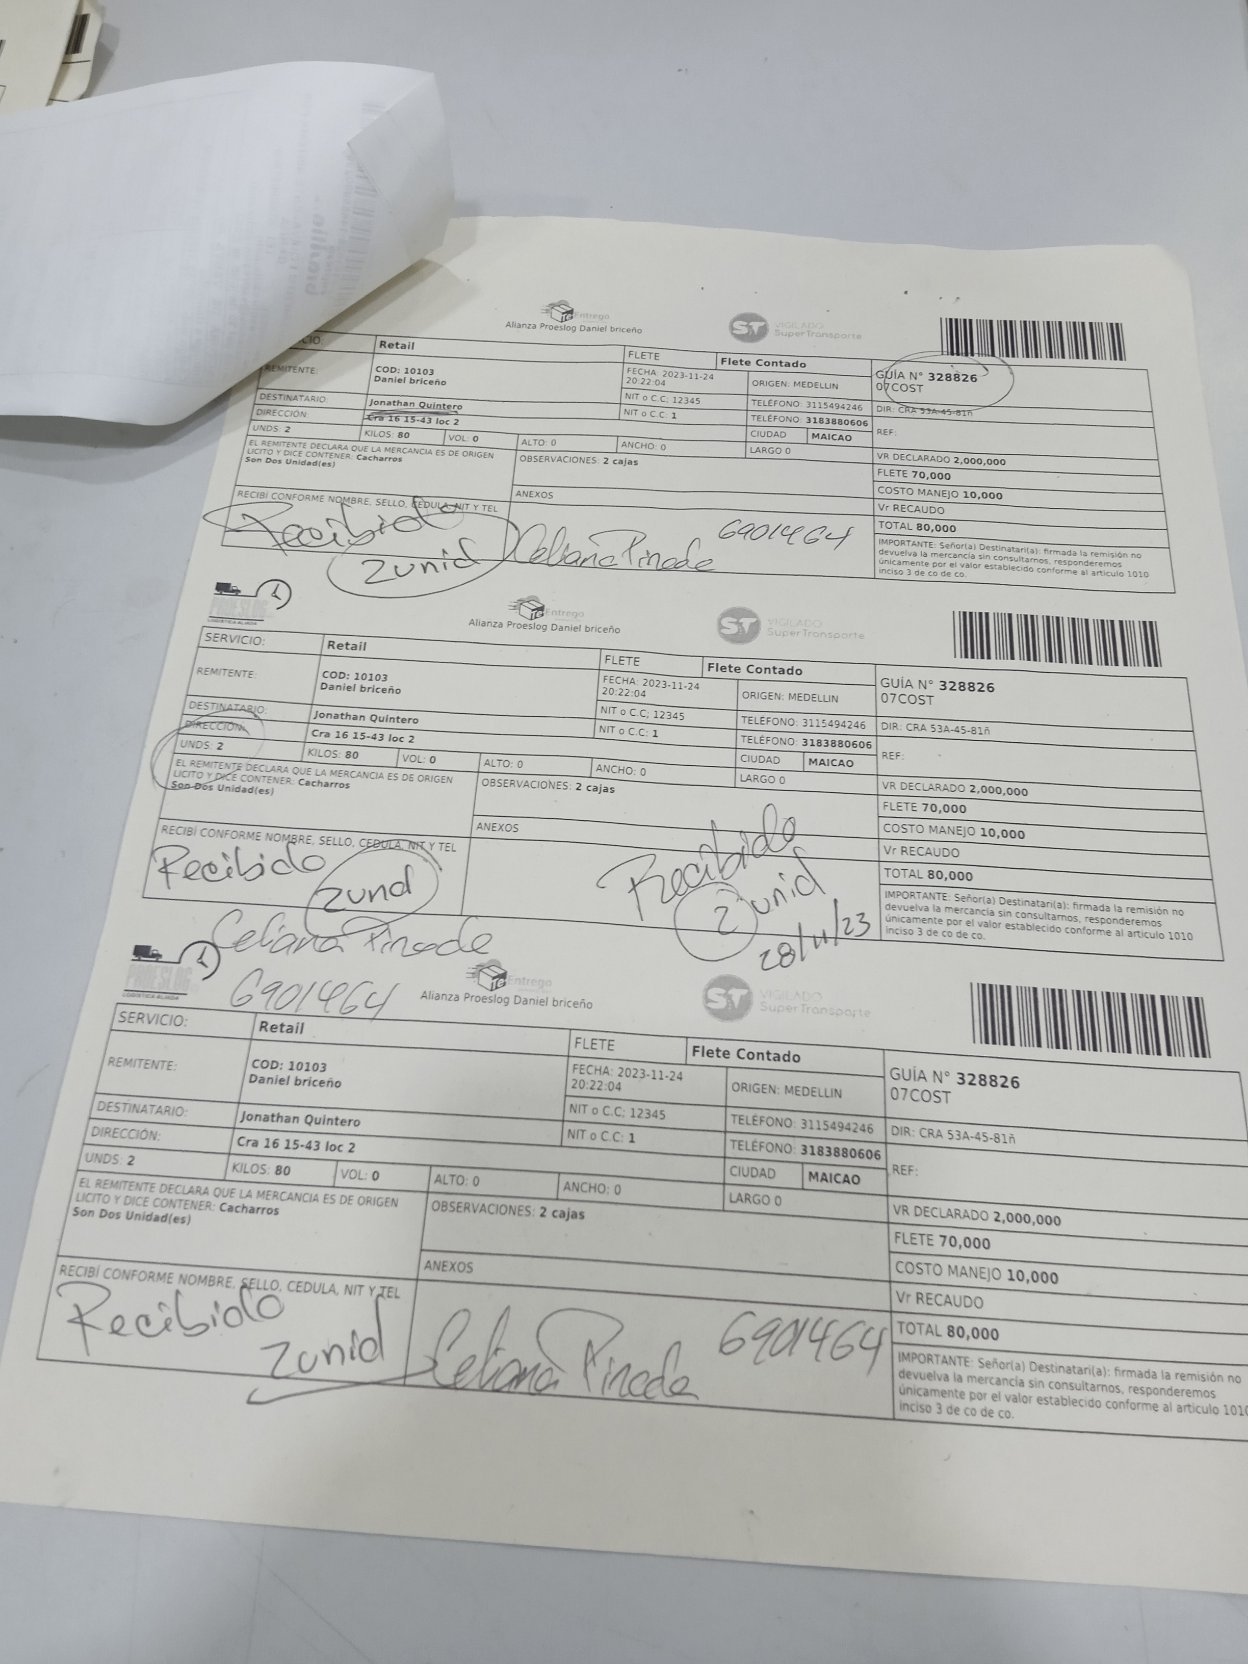 Entrego
Alianza Proeslog Daniel briceño
ST VIGILADO
SuperTransporte
Retail
FLETE
Flete Contado
REMITENTE:
COD: 10103
Daniel briceño
FECHA: 2023-11-24
20:22:04
ORIGEN: MEDELLIN
GUÍA N° 328826
07COST
DESTINATARIO:
Jonathan Quintero
NIT o C.C: 12345
TELÉFONO: 3115494246
DIR: CRA 53A-45-81ñ
DIRECCIÓN:
Cra 16 15-43 loc 2
NIT o C.C: 1
TELÉFONO: 3183880606
REF:
UNDS: 2
KILOS: 80
VOL: 0
ALTO: 0
ANCHO: 0
CIUDAD
MAICAO
LARGO 0
EL REMITENTE DECLARA QUE LA MERCANCIA ES DE ORIGEN
LICITO Y DICE CONTENER: Cacharros
Son Dos Unidad(es)
OBSERVACIONES: 2 cajas
VR DECLARADO 2,000,000
FLETE 70,000
ANEXOS
COSTO MANEJO 10,000
Vr RECAUDO
TOTAL 80,000
RECIBÍ CONFORME NOMBRE, SELLO, CEDULA, NIT Y TEL
Recibido
2unid
Celiana Pineda
6901464
IMPORTANTE: Señor(a) Destinatari(a): firmada la remisión no
devuelva la mercancía sin consultarnos, responderemos
únicamente por el valor establecido conforme al articulo 1010
inciso 3 de co de co.
PROESLOG
LOGISTICA ALIADA
Entrego
Alianza Proeslog Daniel briceño
ST VIGILADO
SuperTransporte
SERVICIO:
Retail
FLETE
Flete Contado
REMITENTE:
COD: 10103
Daniel briceño
FECHA: 2023-11-24
20:22:04
ORIGEN: MEDELLIN
GUÍA N° 328826
07COST
DESTINATARIO:
Jonathan Quintero
NIT o C.C; 12345
TELÉFONO: 3115494246
DIR: CRA 53A-45-81ñ
DIRECCIÓN:
Cra 16 15-43 loc 2
NIT o C.C: 1
TELÉFONO: 3183880606
REF:
UNDS: 2
KILOS: 80
VOL: 0
ALTO: 0
ANCHO: 0
CIUDAD
MAICAO
LARGO 0
EL REMITENTE DECLARA QUE LA MERCANCIA ES DE ORIGEN
LICITO Y DICE CONTENER: Cacharros
Son Dos Unidad(es)
OBSERVACIONES: 2 cajas
VR DECLARADO 2,000,000
FLETE 70,000
ANEXOS
COSTO MANEJO 10,000
Vr RECAUDO
TOTAL 80,000
RECIBÍ CONFORME NOMBRE, SELLO, CEDULA, NIT Y TEL
Recibido
2und
Recibido
2 unid
28/11/23
IMPORTANTE: Señor(a) Destinatari(a): firmada la remisión no
devuelva la mercancía sin consultarnos, responderemos
únicamente por el valor establecido conforme al articulo 1010
inciso 3 de co de co.
Celiana Pineda
6901464
PROESLOG
LOGISTICA ALIADA
Entrego
Alianza Proeslog Daniel briceño
ST VIGILADO
SuperTransporte
SERVICIO:
Retail
FLETE
Flete Contado
REMITENTE:
COD: 10103
Daniel briceño
FECHA: 2023-11-24
20:22:04
ORIGEN: MEDELLIN
GUÍA N° 328826
07COST
DESTINATARIO:
Jonathan Quintero
NIT o C.C; 12345
TELÉFONO: 3115494246
DIR: CRA 53A-45-81ñ
DIRECCIÓN:
Cra 16 15-43 loc 2
NIT o C.C: 1
TELÉFONO: 3183880606
REF:
UNDS: 2
KILOS: 80
VOL: 0
ALTO: 0
ANCHO: 0
CIUDAD
MAICAO
LARGO 0
EL REMITENTE DECLARA QUE LA MERCANCIA ES DE ORIGEN
LICITO Y DICE CONTENER: Cacharros
Son Dos Unidad(es)
OBSERVACIONES: 2 cajas
VR DECLARADO 2,000,000
FLETE 70,000
ANEXOS
COSTO MANEJO 10,000
Vr RECAUDO
TOTAL 80,000
RECIBÍ CONFORME NOMBRE, SELLO, CEDULA, NIT Y TEL
Recibido
2unid
Celiana Pineda
6901464
IMPORTANTE: Señor(a) Destinatari(a): firmada la remisión no
devuelva la mercancía sin consultarnos, responderemos
únicamente por el valor establecido conforme al articulo 1010
inciso 3 de co de co.